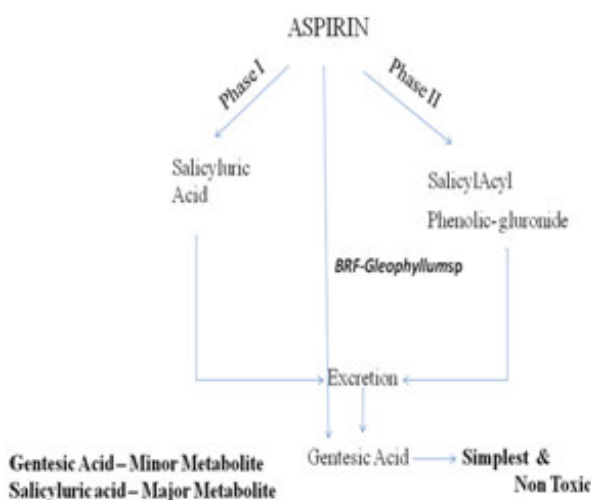 ASPIRIN
Phase I
Phase II
Salicyluric
Acid
SalicylAcyl
Phenolic-gluronide
BRF-Gleophyllumsp
Excretion
Gentesic Acid
Simplest &
Non Toxic
Gentesic Acid – Minor Metabolite
Salicyluric acid – Major Metabolite